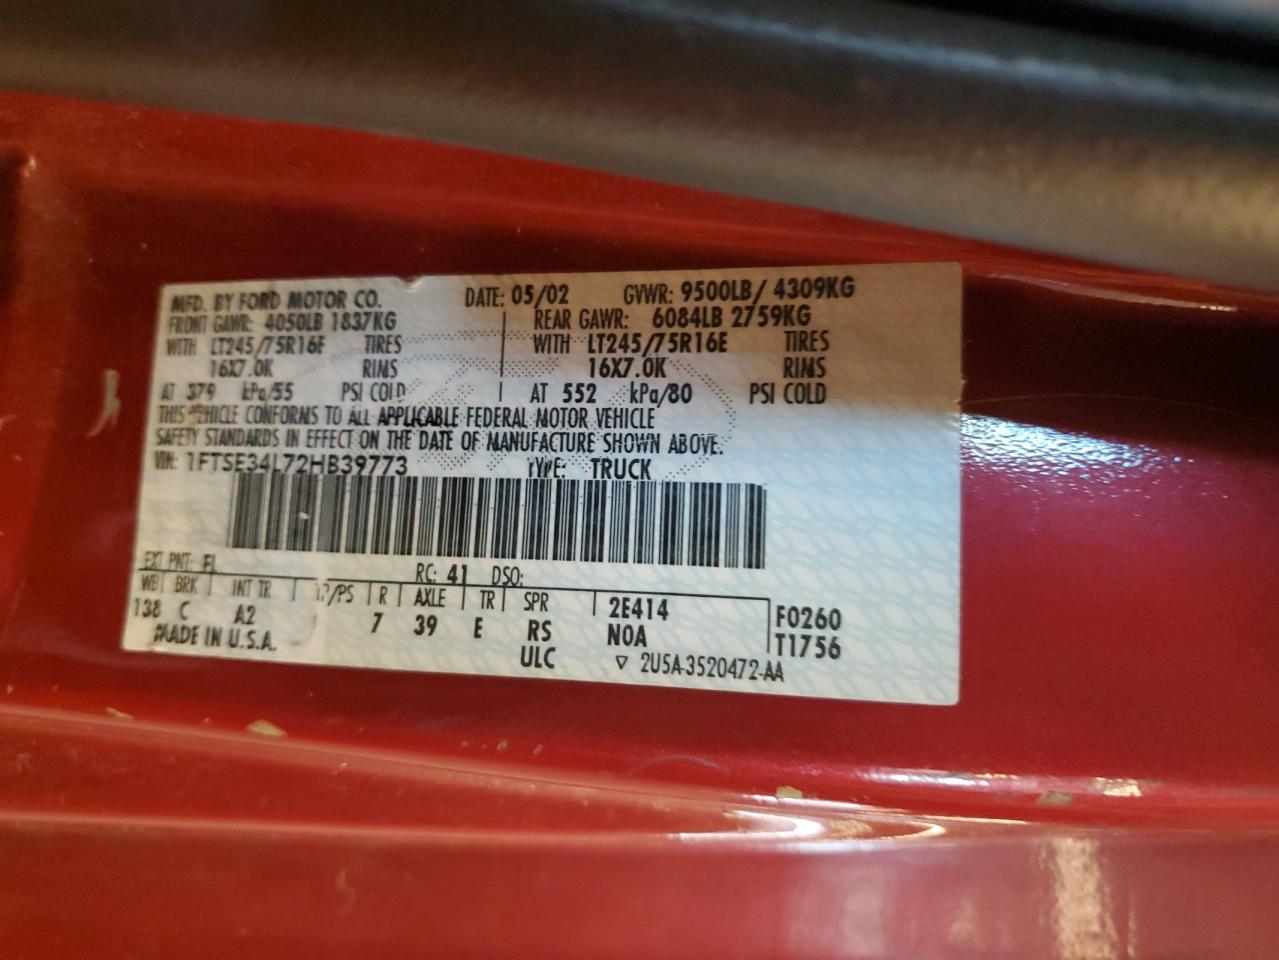 MFD. BY FORD MOTOR CO. DATE: 05/02 GVWR: 9500LB/ 4309KG
FRONT GAWR: 4050LB 1837KG REAR GAWR: 6084LB 2759KG
WITH LT245/75R16E TIRES WITH LT245/75R16E TIRES
16X7.0K RIMS 16X7.0K RIMS
AT 379 kPa/55 PSI COLD AT 552 kPa/80 PSI COLD
THIS VEHICLE CONFORMS TO ALL APPLICABLE FEDERAL MOTOR VEHICLE
SAFETY STANDARDS IN EFFECT ON THE DATE OF MANUFACTURE SHOWN ABOVE.
VIN: 1FTSE34L72HB39773 TYPE: TRUCK
EXT PNT: FL RC: 41 DSO:
WB BRK INT TR TP/PS R AXLE TR SPR 2E414 F0260
138 C A2 7 39 E RS N0A T1756
MADE IN U.S.A. ULC ▽ 2U5A-3520472-AA